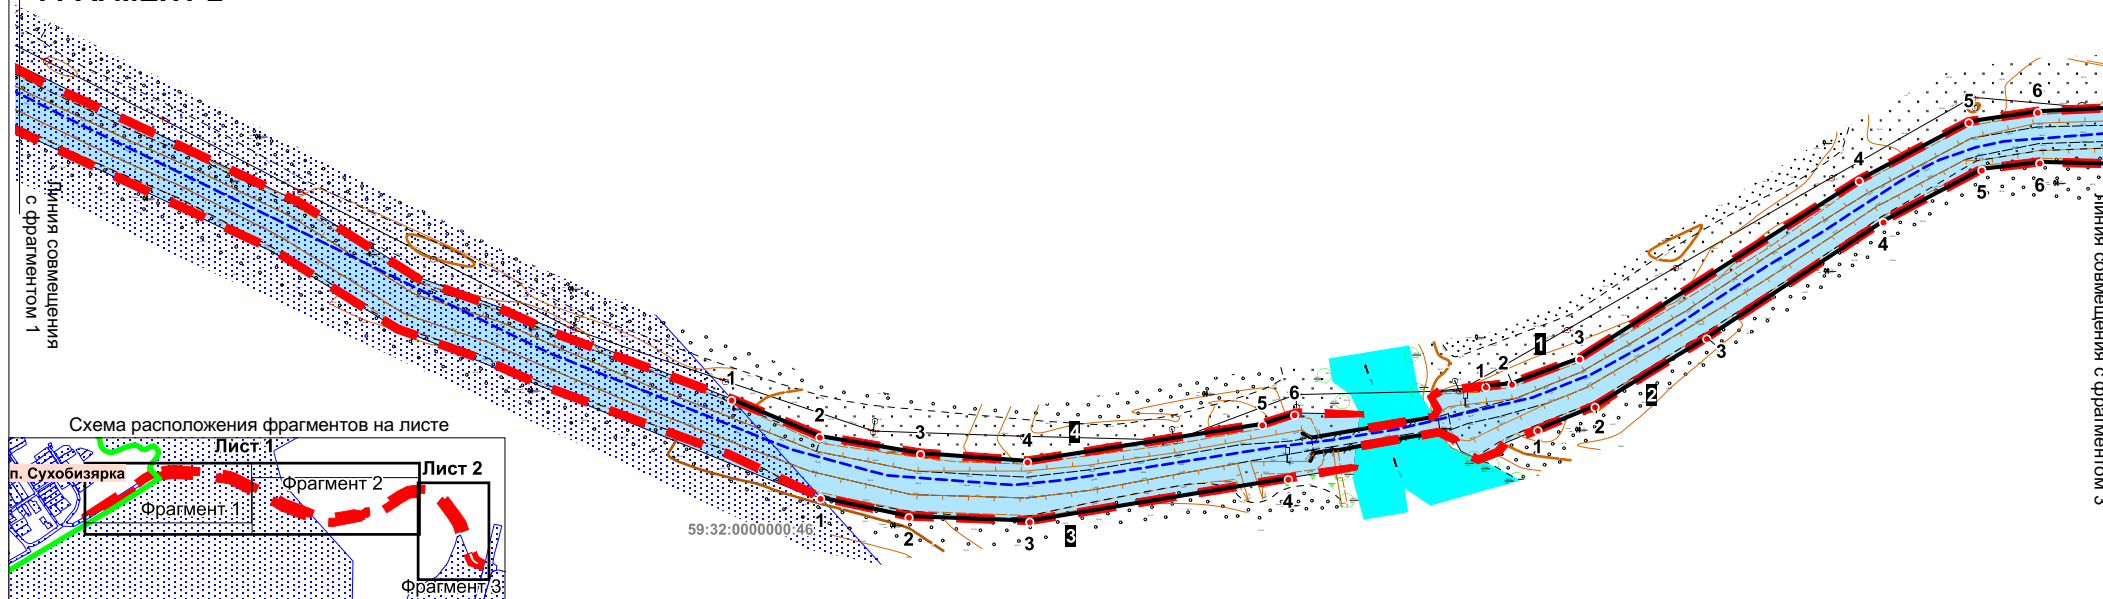 Линия совмещения
с фрагментом 1
1
2
3
4
4
5
6
1
2
1
3
4
5
6
1
2
2
3
4
5
6
1
2
3
3
4
59:32:0000000:46
Линия совмещения с фрагментом 3
Схема расположения фрагментов на листе
Лист 1
п. Сухобизярка
Фрагмент 1
Фрагмент 2
Лист 2
Фрагмент 3